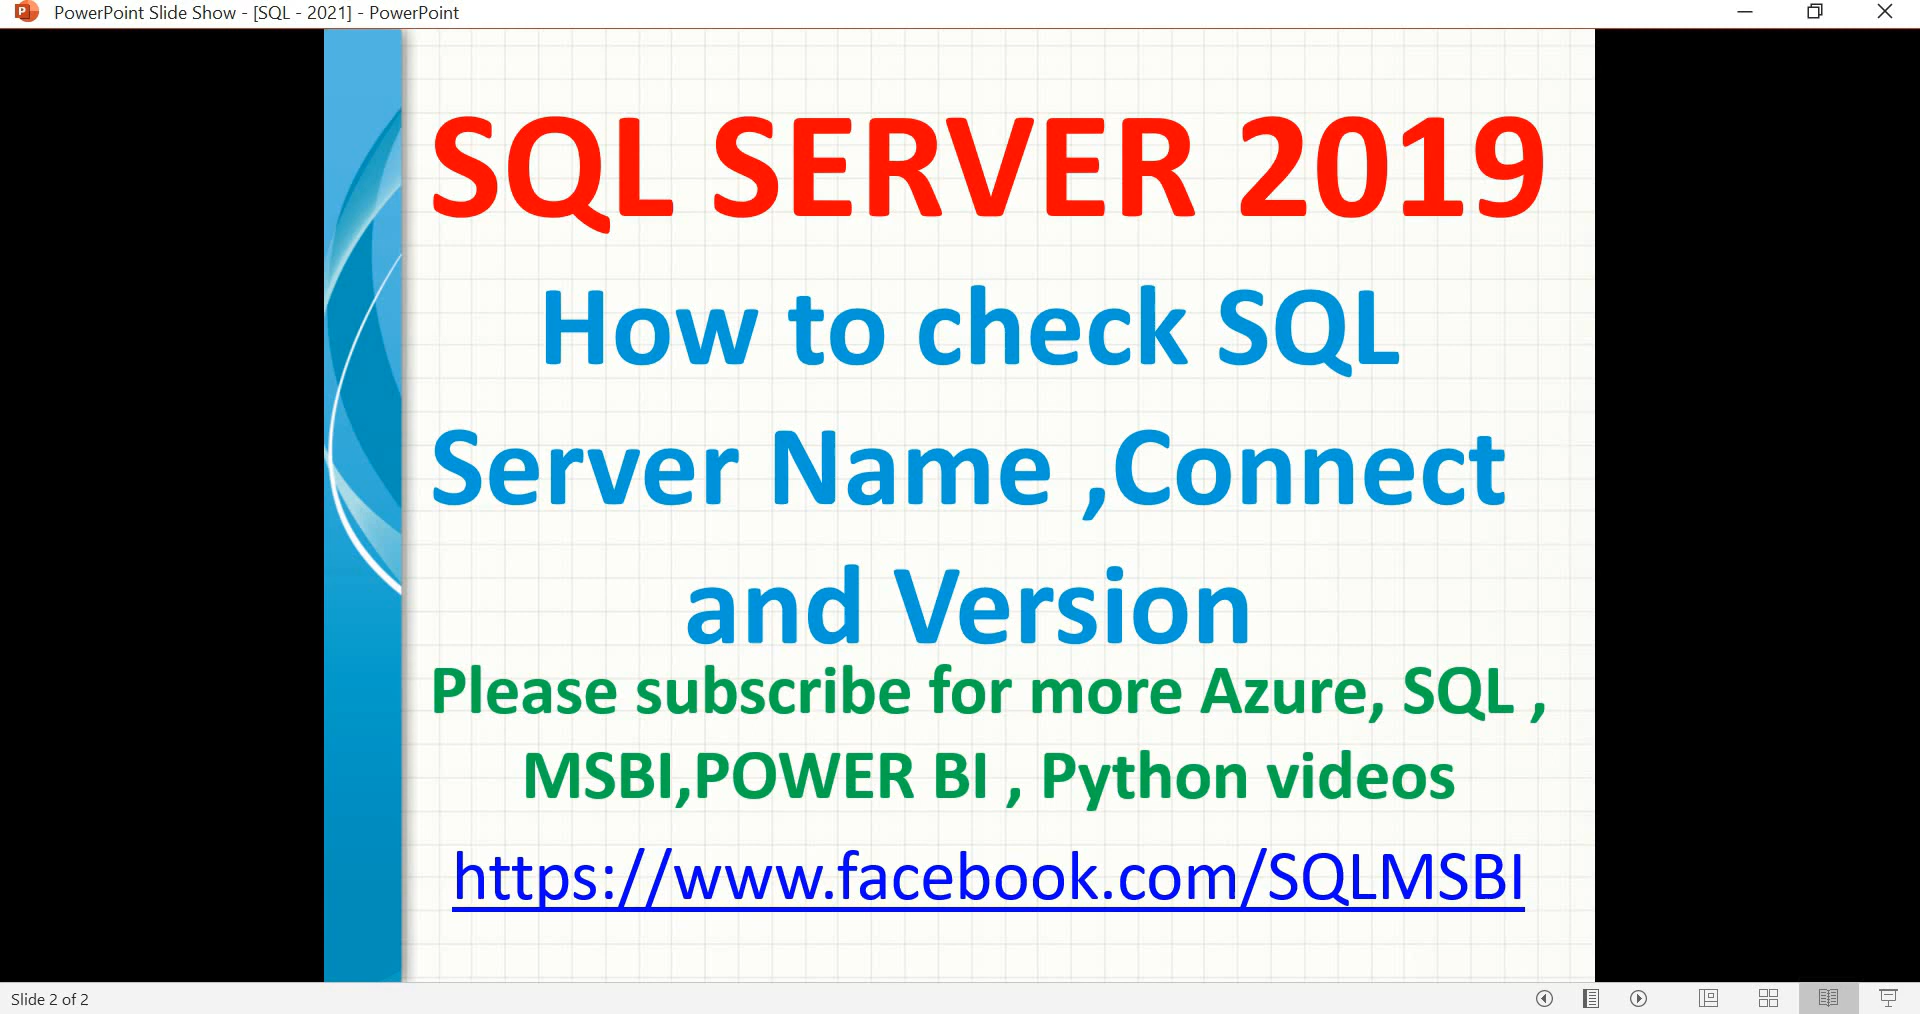 PowerPoint Slide Show - [SQL - 2021] - PowerPoint
SQL SERVER 2019
How to check SQL
Server Name ,Connect
and Version
Please subscribe for more Azure, SQL ,
MSBI,POWER BI , Python videos
https://www.facebook.com/SQLMSBI
Slide 2 of 2